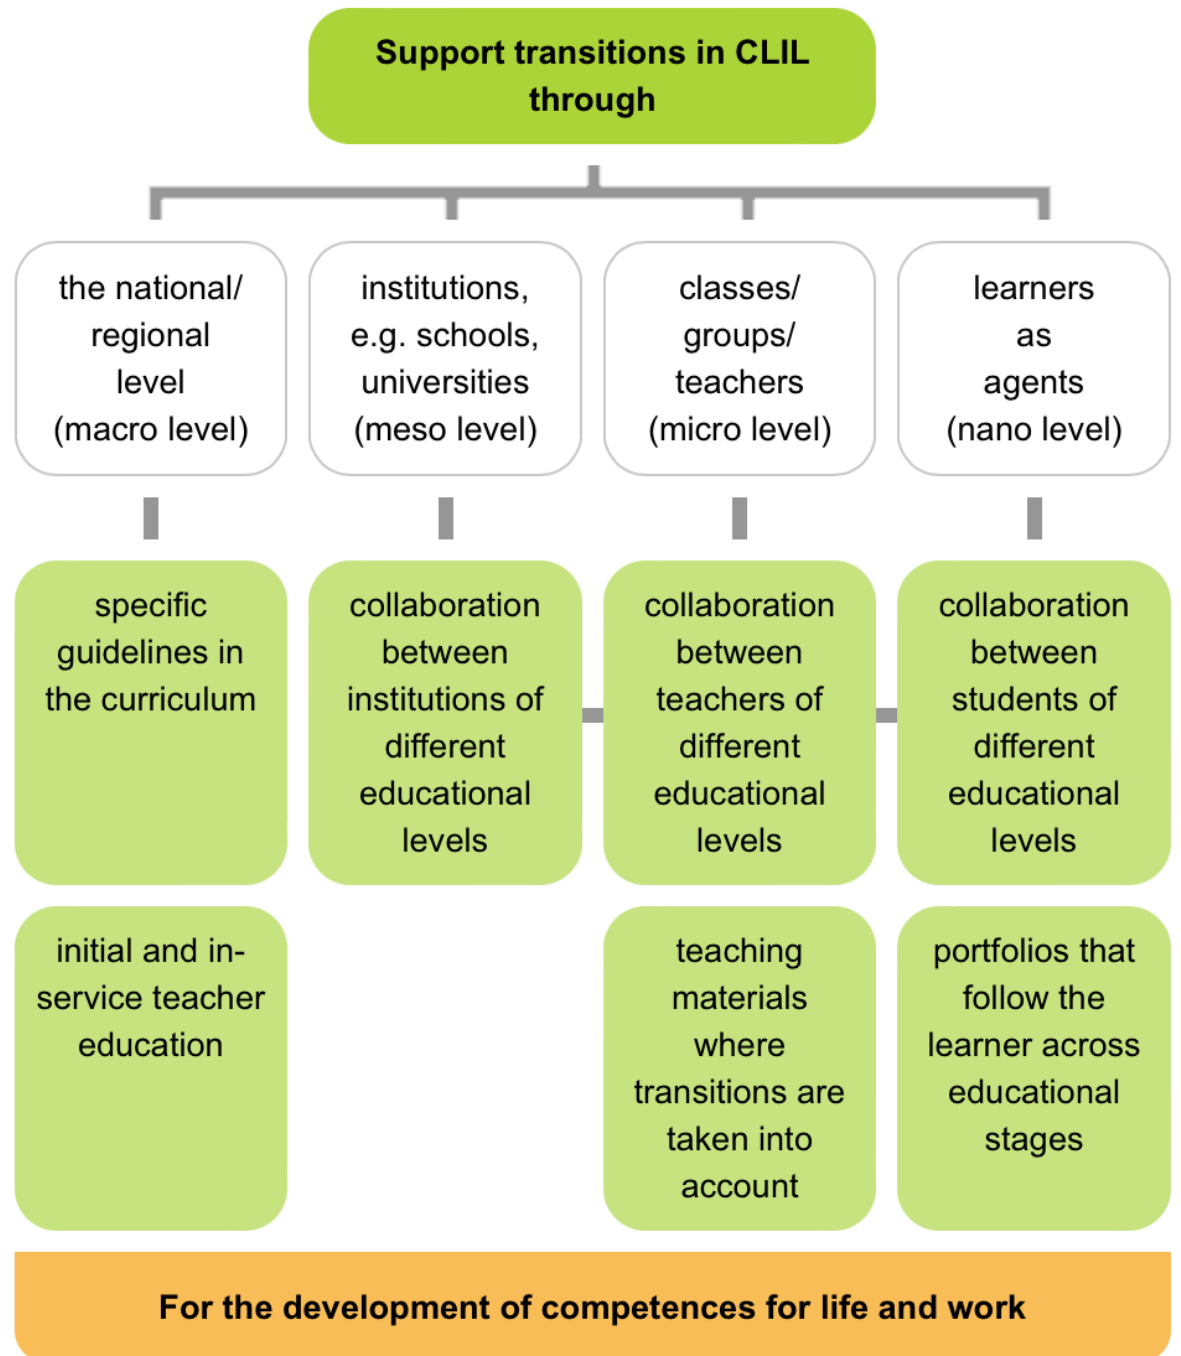 Support transitions in CLIL
through
the national/
regional
level
(macro level)
institutions,
e.g. schools,
universities
(meso level)
classes/
groups/
teachers
(micro level)
learners
as
agents
(nano level)
specific
guidelines in
the curriculum
collaboration
between
institutions of
different
educational
levels
collaboration
between
teachers of
different
educational
levels
collaboration
between
students of
different
educational
levels
initial and in-
service teacher
education
teaching
materials
where
transitions are
taken into
account
portfolios that
follow the
learner across
educational
stages
For the development of competences for life and work